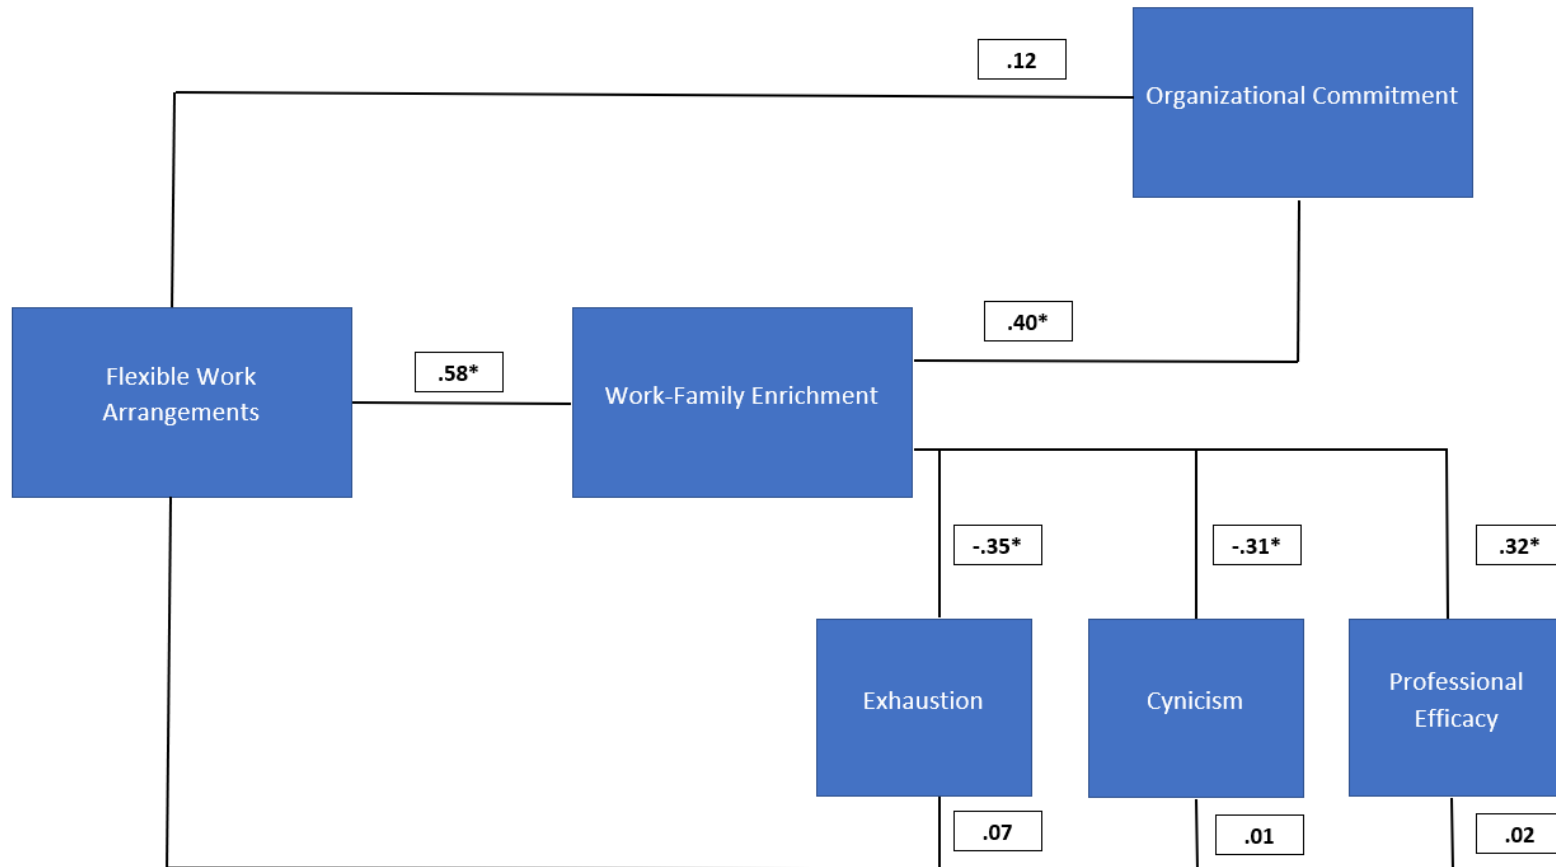 .12
Organizational Commitment
Flexible Work
Arrangements
.58*
Work-Family Enrichment
.40*
-.35*
-.31*
.32*
Exhaustion
Cynicism
Professional
Efficacy
.07
.01
.02